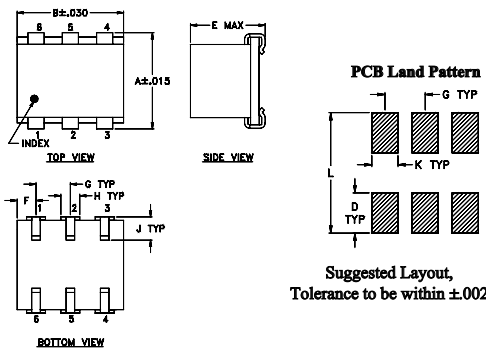 B±.030
6 5 4
A±.015
INDEX
1 2 3
TOP VIEW
E MAX
SIDE VIEW
PCB Land Pattern
G TYP
K TYP
L
D
TYP
Suggested Layout,
Tolerance to be within ±.002
G TYP
H TYP
F
1 2 3
J TYP
6 5 4
BOTTOM VIEW